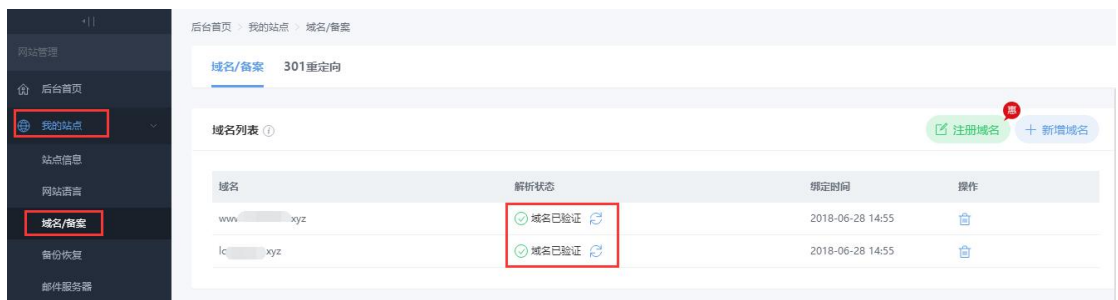 后台首页 > 我的站点 > 域名/备案
网站管理
后台首页
我的站点
站点信息
网站语言
域名/备案
备份恢复
邮件服务器
域名/备案 301重定向
域名列表
惠
注册域名 + 新增域名
域名 解析状态 绑定时间 操作
www xyz 域名已验证 2018-06-28 14:55
lc xyz 域名已验证 2018-06-28 14:55